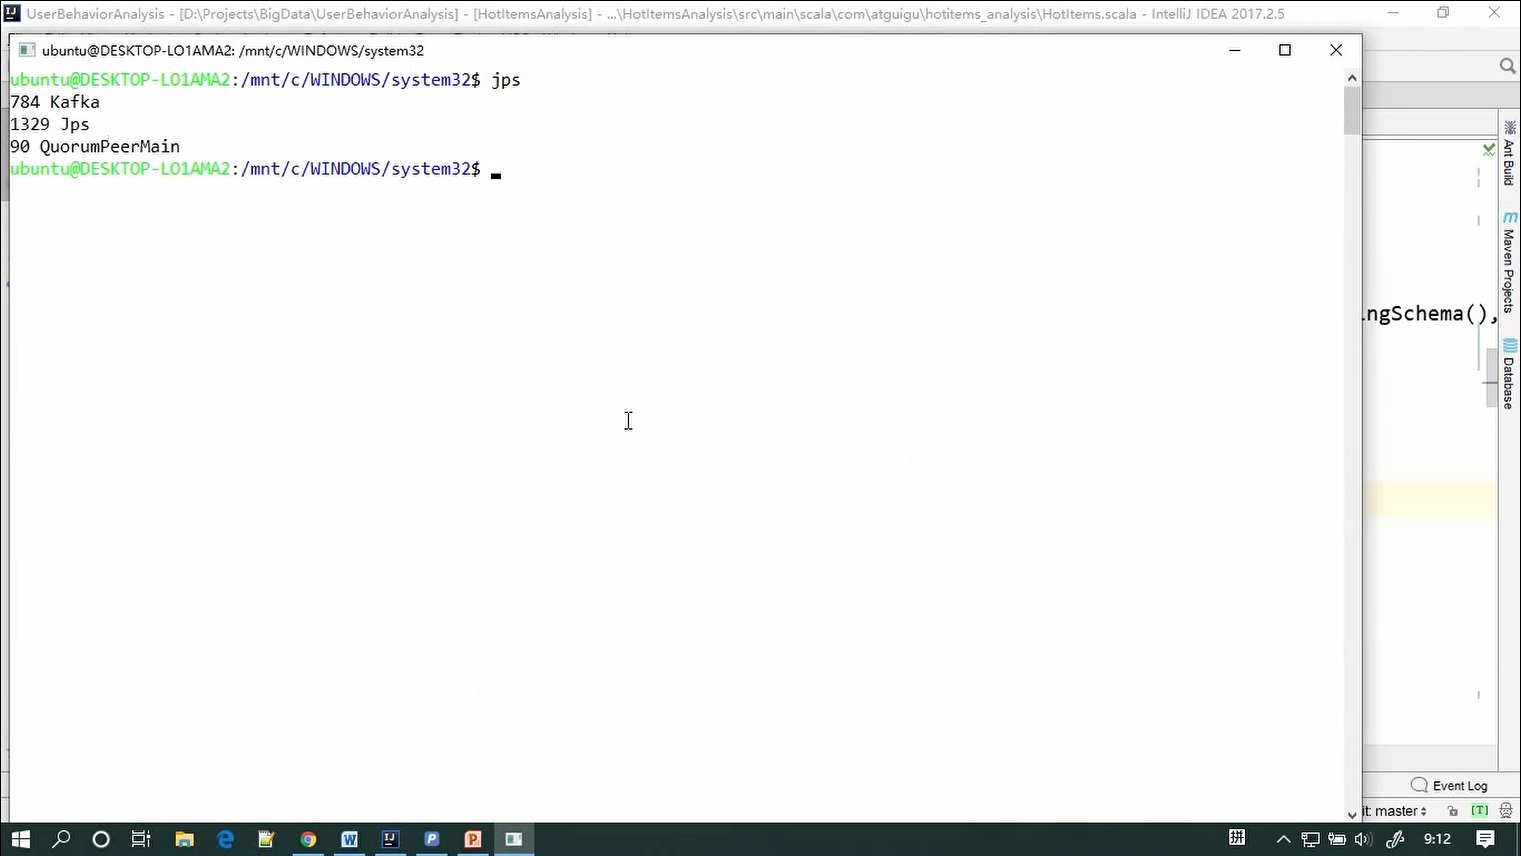 UserBehaviorAnalysis - [D:\Projects\BigData\UserBehaviorAnalysis] - [HotItemsAnalysis] - ...\HotItemsAnalysis\src\main\scala\com\atguigu\hotitems_analysis\HotItems.scala - IntelliJ IDEA 2017.2.5
ubuntu@DESKTOP-LO1AMA2: /mnt/c/WINDOWS/system32
ubuntu@DESKTOP-LO1AMA2:/mnt/c/WINDOWS/system32$ jps
784 Kafka
1329 Jps
90 QuorumPeerMain
ubuntu@DESKTOP-LO1AMA2:/mnt/c/WINDOWS/system32$
Ant Build
Maven Projects
ingSchema(),
Database
Event Log
it: master
9:12